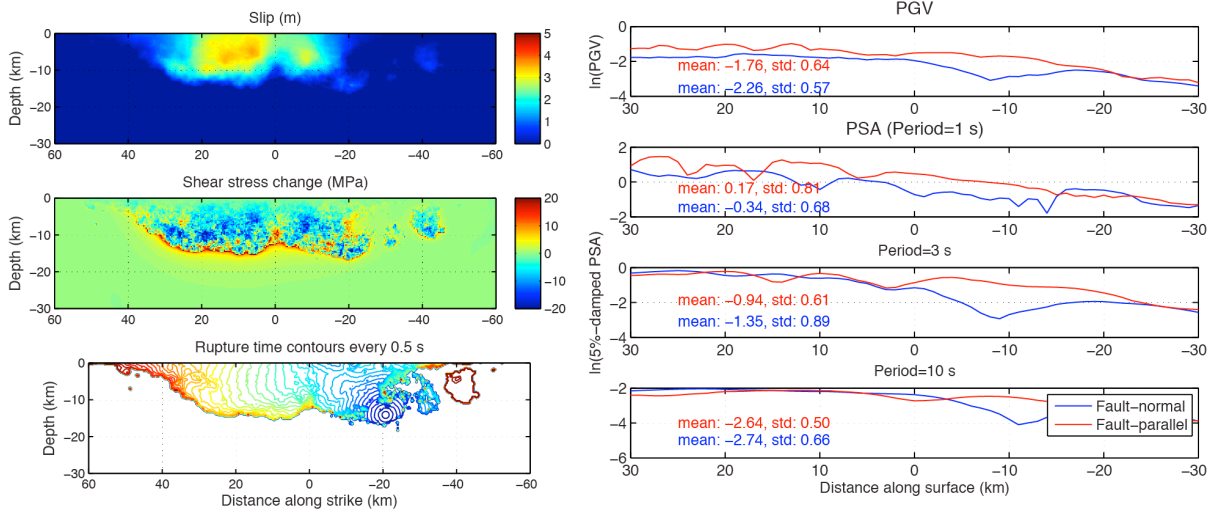 Slip (m)
0
−10
−20
−30
Depth (km)
60 40 20 0 −20 −40 −60
5
4
3
2
1
0
Shear stress change (MPa)
0
−10
−20
−30
Depth (km)
60 40 20 0 −20 −40 −60
20
10
0
−10
−20
Rupture time contours every 0.5 s
0
−10
−20
−30
Depth (km)
60 40 20 0 −20 −40 −60
Distance along strike (km)
PGV
0
−2
−4
ln(PGV)
mean: −1.76, std: 0.64
mean: −2.26, std: 0.57
30 20 10 0 −10 −20 −30
PSA (Period=1 s)
2
0
−2
mean: 0.17, std: 0.81
mean: −0.34, std: 0.68
30 20 10 0 −10 −20 −30
ln(5%−damped PSA)
Period=3 s
0
−2
−4
mean: −0.94, std: 0.61
mean: −1.35, std: 0.89
30 20 10 0 −10 −20 −30
Period=10 s
−2
−4
−6
mean: −2.64, std: 0.50
mean: −2.74, std: 0.66
Fault−normal
Fault−parallel
30 20 10 0 −10 −20 −30
Distance along surface (km)